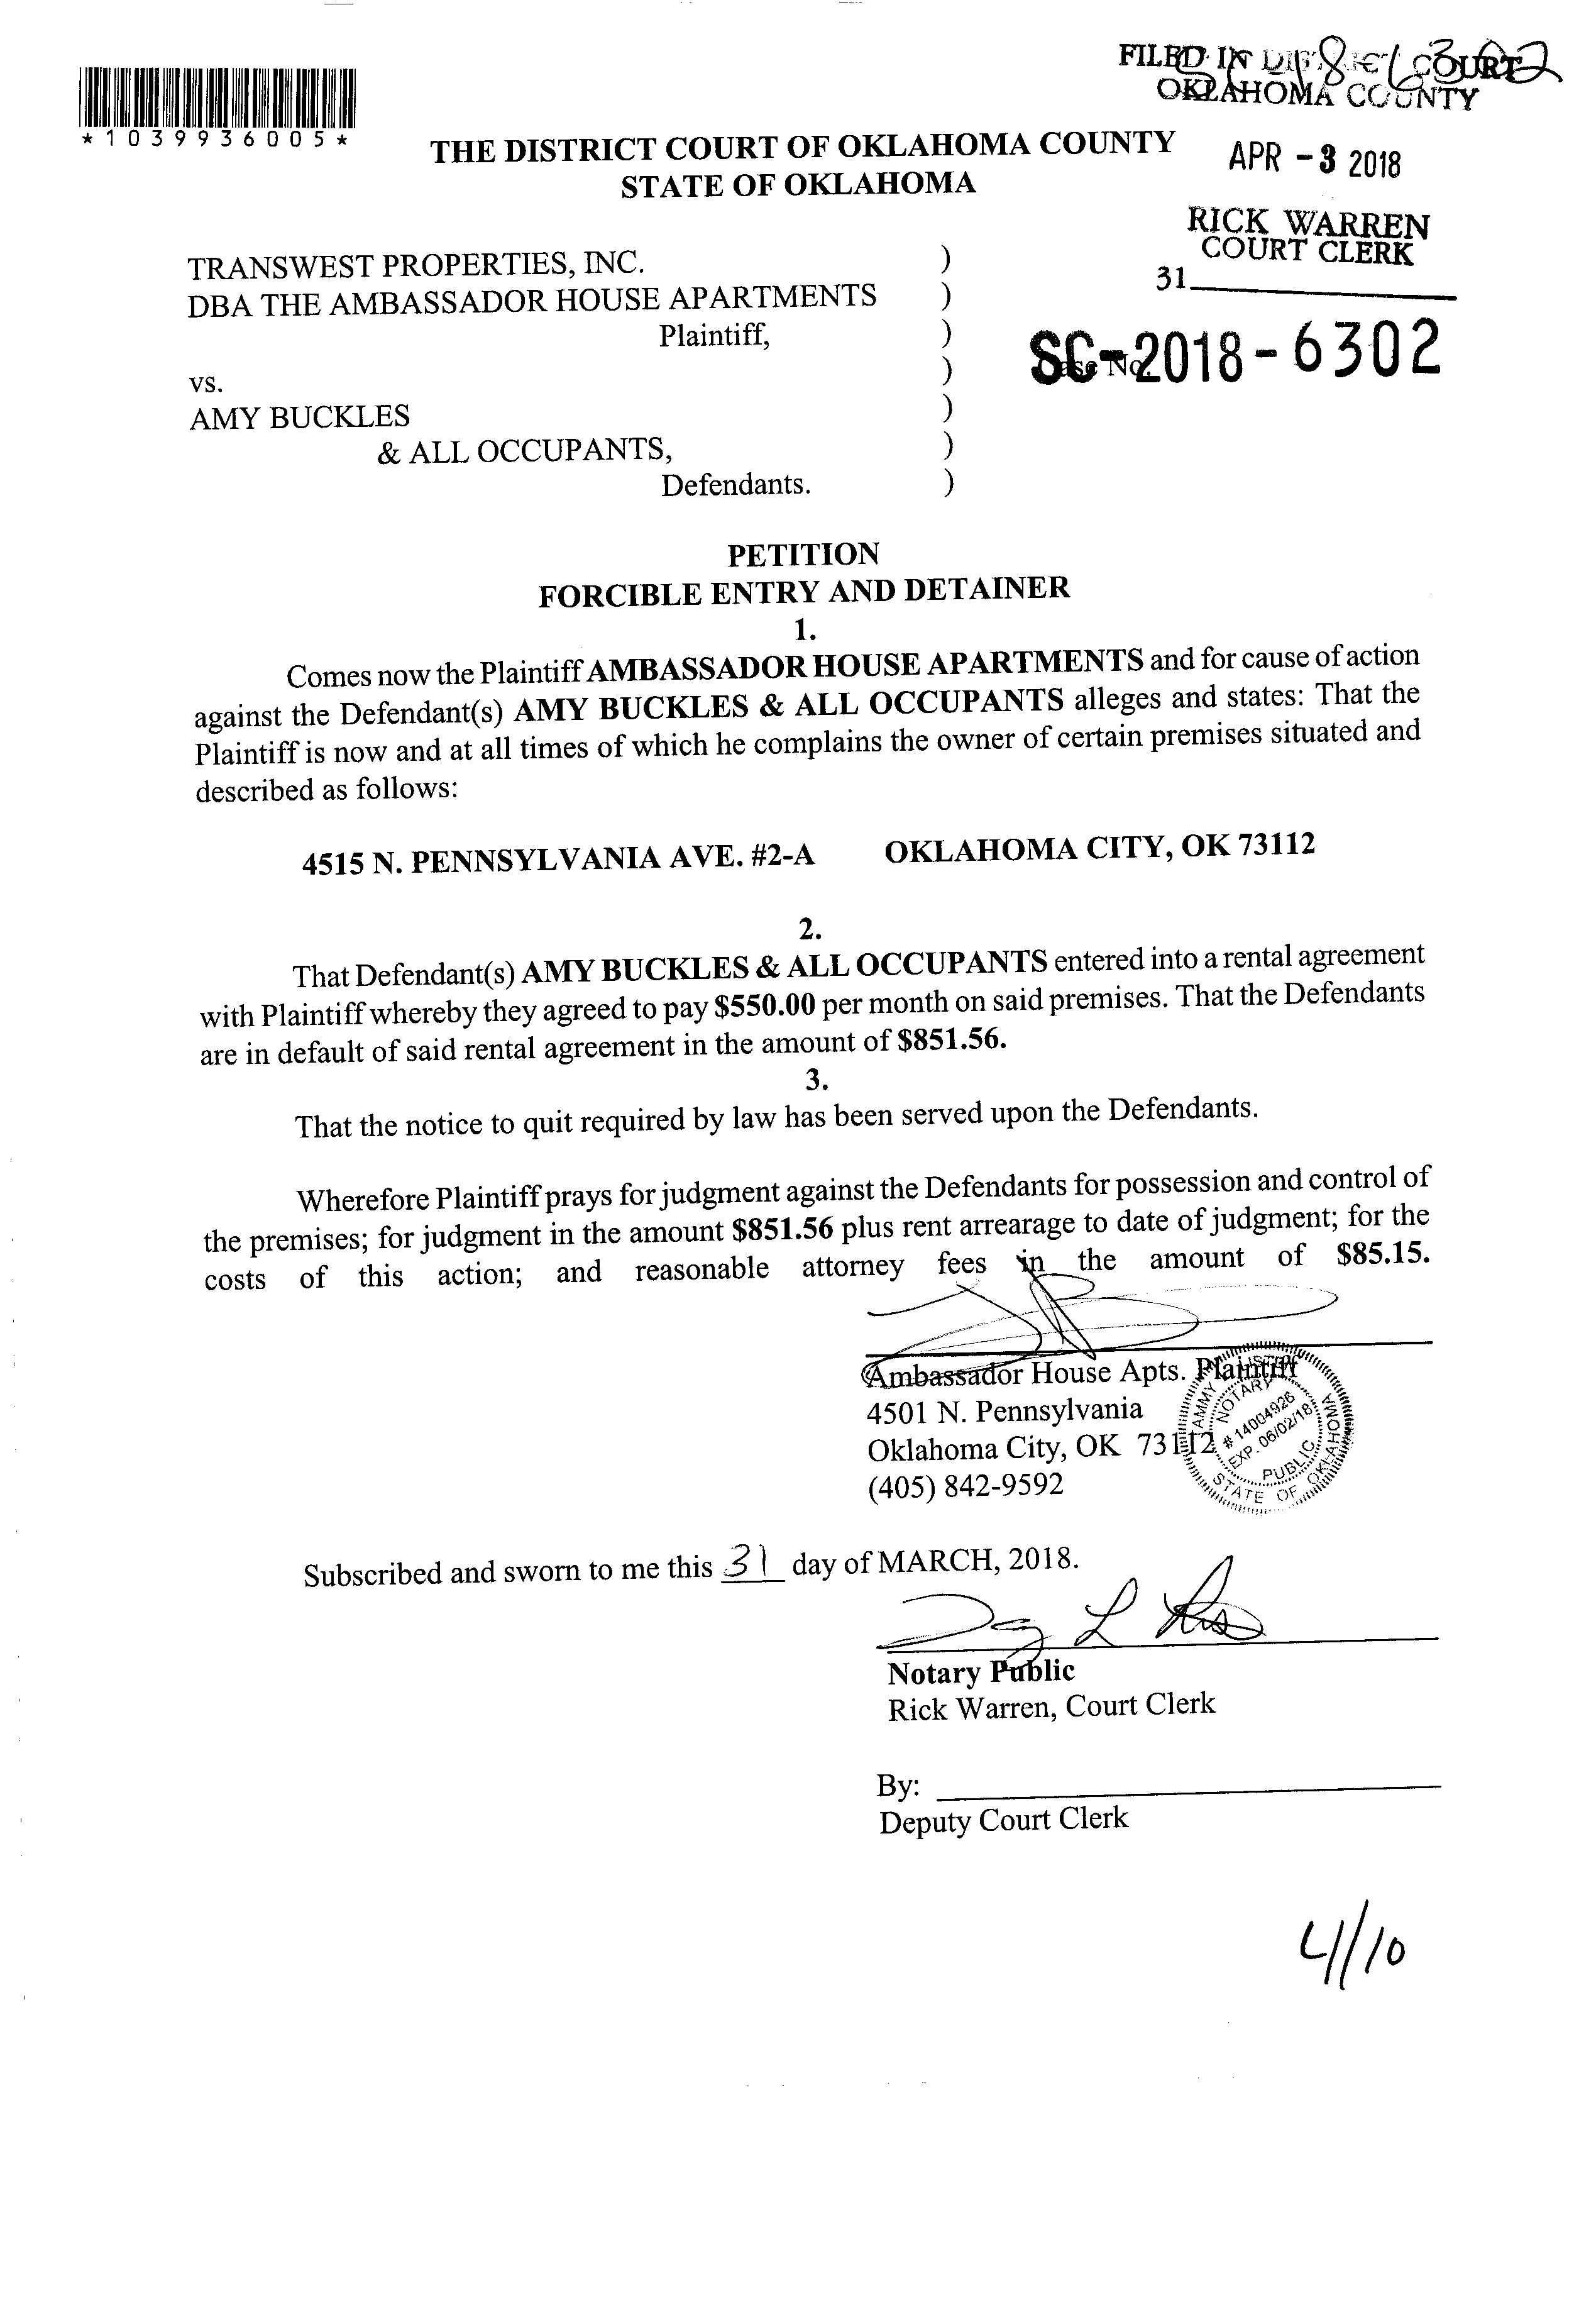 FILED IN DISTRICT COURT
OKLAHOMA COUNTY
*1039936005*
THE DISTRICT COURT OF OKLAHOMA COUNTY
STATE OF OKLAHOMA
APR -3 2018
RICK WARREN
COURT CLERK
31
TRANSWEST PROPERTIES, INC. )
DBA THE AMBASSADOR HOUSE APARTMENTS )
Plaintiff, )
)
vs.
SC-2018-6302
Case No.
AMY BUCKLES )
& ALL OCCUPANTS, )
Defendants. )
PETITION
FORCIBLE ENTRY AND DETAINER
1.
Comes now the Plaintiff AMBASSADOR HOUSE APARTMENTS and for cause of action
against the Defendant(s) AMY BUCKLES & ALL OCCUPANTS alleges and states: That the
Plaintiff is now and at all times of which he complains the owner of certain premises situated and
described as follows:
4515 N. PENNSYLVANIA AVE. #2-A OKLAHOMA CITY, OK 73112
2.
That Defendant(s) AMY BUCKLES & ALL OCCUPANTS entered into a rental agreement
with Plaintiff whereby they agreed to pay $550.00 per month on said premises. That the Defendants
are in default of said rental agreement in the amount of $851.56.
3.
That the notice to quit required by law has been served upon the Defendants.
Wherefore Plaintiff prays for judgment against the Defendants for possession and control of
the premises; for judgment in the amount $851.56 plus rent arrearage to date of judgment; for the
costs of this action; and reasonable attorney fees in the amount of $85.15.
Ambassador House Apts. Plaintiff
4501 N. Pennsylvania
Oklahoma City, OK 73112
(405) 842-9592
NOTARY
# 14004926
EXP. 06/02/18
PUBLIC
STATE OF OKLAHOMA
Subscribed and sworn to me this 31 day of MARCH, 2018.
Notary Public
Rick Warren, Court Clerk
By:
Deputy Court Clerk
4/10